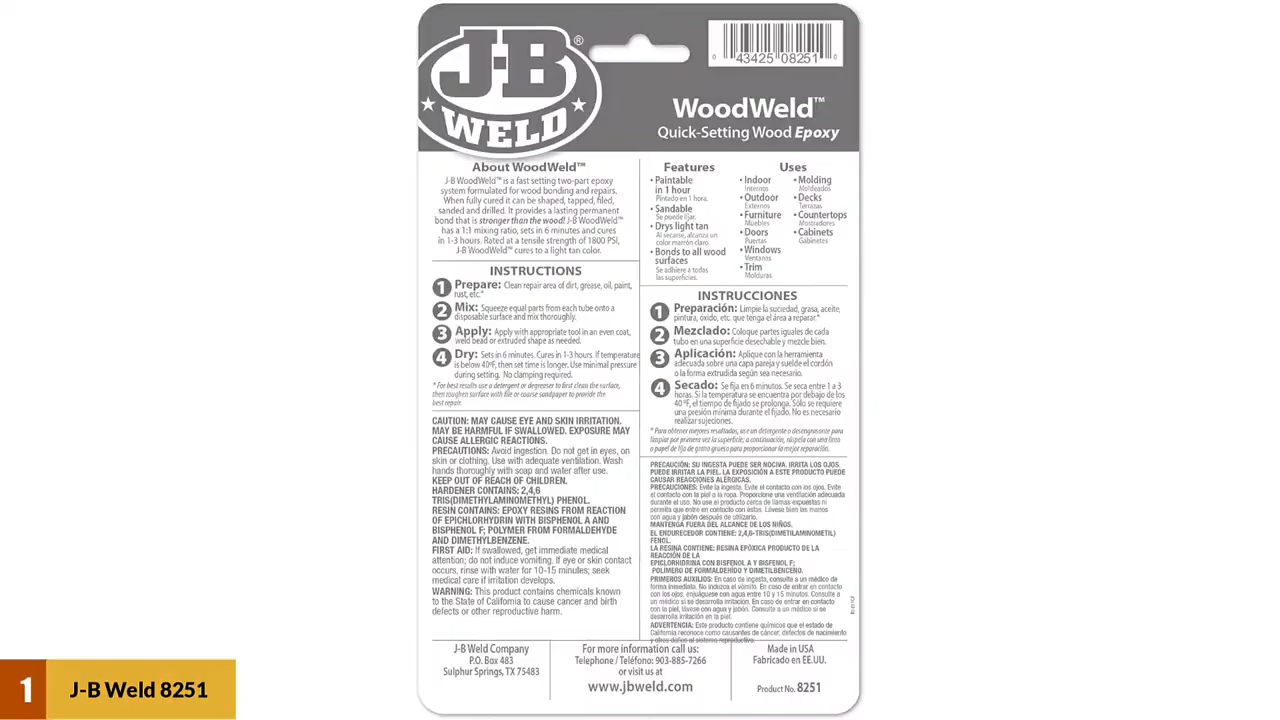 J-B
WELD
®
0 43425 08251 0
WoodWeld™
Quick-Setting Wood Epoxy
About WoodWeld™
J-B WoodWeld™ is a fast setting two-part epoxy
system formulated for wood bonding and repairs.
When fully cured it can be shaped, tapped, filed,
sanded and drilled. It provides a lasting permanent
bond that is stronger than the wood! J-B WoodWeld™
has a 1:1 mixing ratio, sets in 6 minutes and cures
in 1-3 hours. Rated at a tensile strength of 1800 PSI,
J-B WoodWeld™ cures to a light tan color.
INSTRUCTIONS
1 Prepare: Clean repair area of dirt, grease, oil, paint,
rust, etc.*
2 Mix: Squeeze equal parts from each tube onto a
disposable surface and mix thoroughly.
3 Apply: Apply with appropriate tool in an even coat,
weld bead or extruded shape as needed.
4 Dry: Sets in 6 minutes. Cures in 1-3 hours. If temperature
is below 40ºF, then set time is longer. Use minimal pressure
during setting. No clamping required.
* For best results use a detergent or degreaser to first clean the surface,
then roughen surface with file or coarse sandpaper to provide the
best repair.
CAUTION: MAY CAUSE EYE AND SKIN IRRITATION.
MAY BE HARMFUL IF SWALLOWED. EXPOSURE MAY
CAUSE ALLERGIC REACTIONS.
PRECAUTIONS: Avoid ingestion. Do not get in eyes, on
skin or clothing. Use with adequate ventilation. Wash
hands thoroughly with soap and water after use.
KEEP OUT OF REACH OF CHILDREN.
HARDENER CONTAINS: 2,4,6
TRIS(DIMETHYLAMINOMETHYL) PHENOL.
RESIN CONTAINS: EPOXY RESINS FROM REACTION
OF EPICHLORHYDRIN WITH BISPHENOL A AND
BISPHENOL F; POLYMER FROM FORMALDEHYDE
AND DIMETHYLBENZENE.
FIRST AID: If swallowed, get immediate medical
attention; do not induce vomiting. If eye or skin contact
occurs, rinse with water for 10-15 minutes; seek
medical care if irritation develops.
WARNING: This product contains chemicals known
to the State of California to cause cancer and birth
defects or other reproductive harm.
Features
• Paintable
in 1 hour
Pintado en 1 hora.
• Sandable
Se puede lijar.
• Drys light tan
Al secarse, alcanza un
color marrón claro.
• Bonds to all wood
surfaces
Se adhiere a todas
las superficies.
Uses
• Indoor
Internos
• Outdoor
Externos
• Furniture
Muebles
• Doors
Puertas
• Windows
Ventanas
• Trim
Molduras
• Molding
Moldeados
• Decks
Terrazas
• Countertops
Mostradores
• Cabinets
Gabinetes
INSTRUCCIONES
1 Preparación: Limpie la suciedad, grasa, aceite,
pintura, óxido, etc. que tenga el área a reparar.*
2 Mezclado: Coloque partes iguales de cada
tubo en una superficie desechable y mezcle bien.
3 Aplicación: Aplique con la herramienta
adecuada sobre una capa pareja y suelde el cordón
o la forma extrudida según sea necesario.
4 Secado: Se fija en 6 minutos. Se seca entre 1 a 3
horas. Si la temperatura se encuentra por debajo de los
40 ºF, el tiempo de fijado se prolonga. Sólo se requiere
una presión mínima durante el fijado. No es necesario
realizar sujeciones.
* Para obtener mejores resultados, use un detergente o desengrasante para
limpiar por primera vez la superficie; a continuación, ráspela con una lima
o papel de lija de grano grueso para proporcionar la mejor reparación.
PRECAUCIÓN: SU INGESTA PUEDE SER NOCIVA. IRRITA LOS OJOS.
PUEDE IRRITAR LA PIEL. LA EXPOSICIÓN A ESTE PRODUCTO PUEDE
CAUSAR REACCIONES ALÉRGICAS.
PRECAUCIONES: Evite la ingesta. Evite el contacto con los ojos. Evite
el contacto con la piel o la ropa. Proporcione una ventilación adecuada
durante el uso. No use el producto cerca de llamas expuestas ni
permita que entre en contacto con éstas. Lávese bien las manos
con agua y jabón después de utilizarlo.
MANTENGA FUERA DEL ALCANCE DE LOS NIÑOS.
EL ENDURECEDOR CONTIENE: 2,4,6-TRIS(DIMETILAMINOMETIL)
FENOL.
LA RESINA CONTIENE: RESINA EPÓXICA PRODUCTO DE LA
REACCIÓN DE LA
EPICLORHIDRINA CON BISFENOL A Y BISFENOL F;
POLÍMERO DE FORMALDEHÍDO Y DIMETILBENCENO.
PRIMEROS AUXILIOS: En caso de ingesta, consulte a un médico de
forma inmediata. No induzca el vómito. En caso de entrar en contacto
con los ojos, enjuáguese con agua entre 10 y 15 minutos. Consulte a
un médico si se desarrolla irritación. En caso de entrar en contacto
con la piel, lávese con agua y jabón. Consulte a un médico si se
desarrolla irritación en la piel.
ADVERTENCIA: Este producto contiene químicos que el estado de
California reconoce como causantes de cáncer, defectos de nacimiento
y otros daños al sistema reproductivo.
J-B Weld Company
P.O. Box 483
Sulphur Springs, TX 75483
For more information call us:
Telephone / Teléfono: 903-885-7266
or visit us at
www.jbweld.com
Made in USA
Fabricado en EE.UU.
Product No. 8251
1 J-B Weld 8251